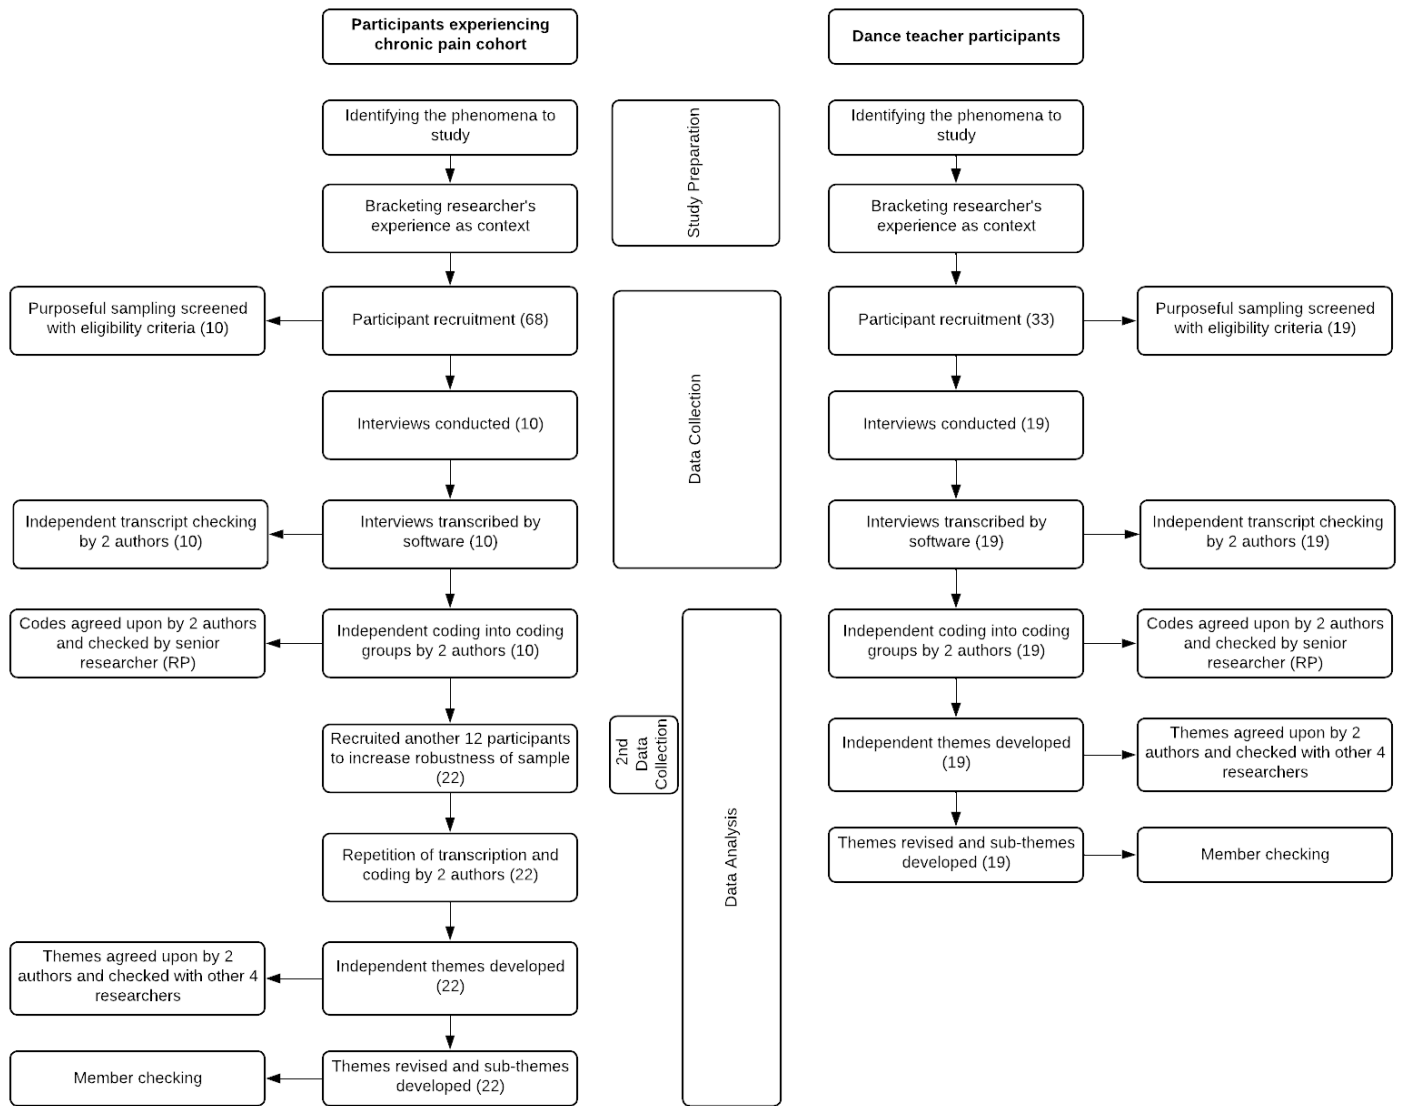 Participants experiencing
chronic pain cohort
Dance teacher participants
Identifying the phenomena to
study
Study Preparation
Identifying the phenomena to
study
Bracketing researcher's
experience as context
Bracketing researcher's
experience as context
Purposeful sampling screened
with eligibility criteria (10)
Participant recruitment (68)
Data Collection
Participant recruitment (33)
Purposeful sampling screened
with eligibility criteria (19)
Interviews conducted (10)
Interviews conducted (19)
Independent transcript checking
by 2 authors (10)
Interviews transcribed by
software (10)
Interviews transcribed by
software (19)
Independent transcript checking
by 2 authors (19)
Codes agreed upon by 2 authors
and checked by senior
researcher (RP)
Independent coding into coding
groups by 2 authors (10)
Independent coding into coding
groups by 2 authors (19)
Codes agreed upon by 2 authors
and checked by senior
researcher (RP)
Recruited another 12 participants
to increase robustness of sample
(22)
2nd
Data
Collection
Data Analysis
Independent themes developed
(19)
Themes agreed upon by 2
authors and checked with other 4
researchers
Repetition of transcription and
coding by 2 authors (22)
Themes revised and sub-themes
developed (19)
Member checking
Themes agreed upon by 2
authors and checked with other 4
researchers
Independent themes developed
(22)
Member checking
Themes revised and sub-themes
developed (22)